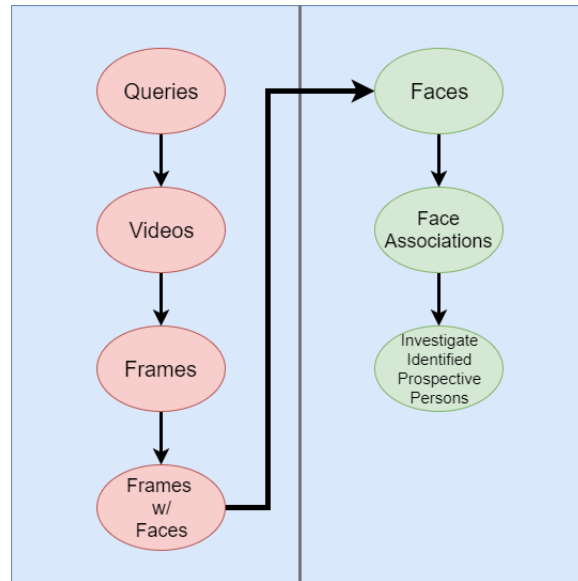 Queries
Videos
Frames
Frames
w/
Faces
Faces
Face
Associations
Investigate
Identified
Prospective
Persons